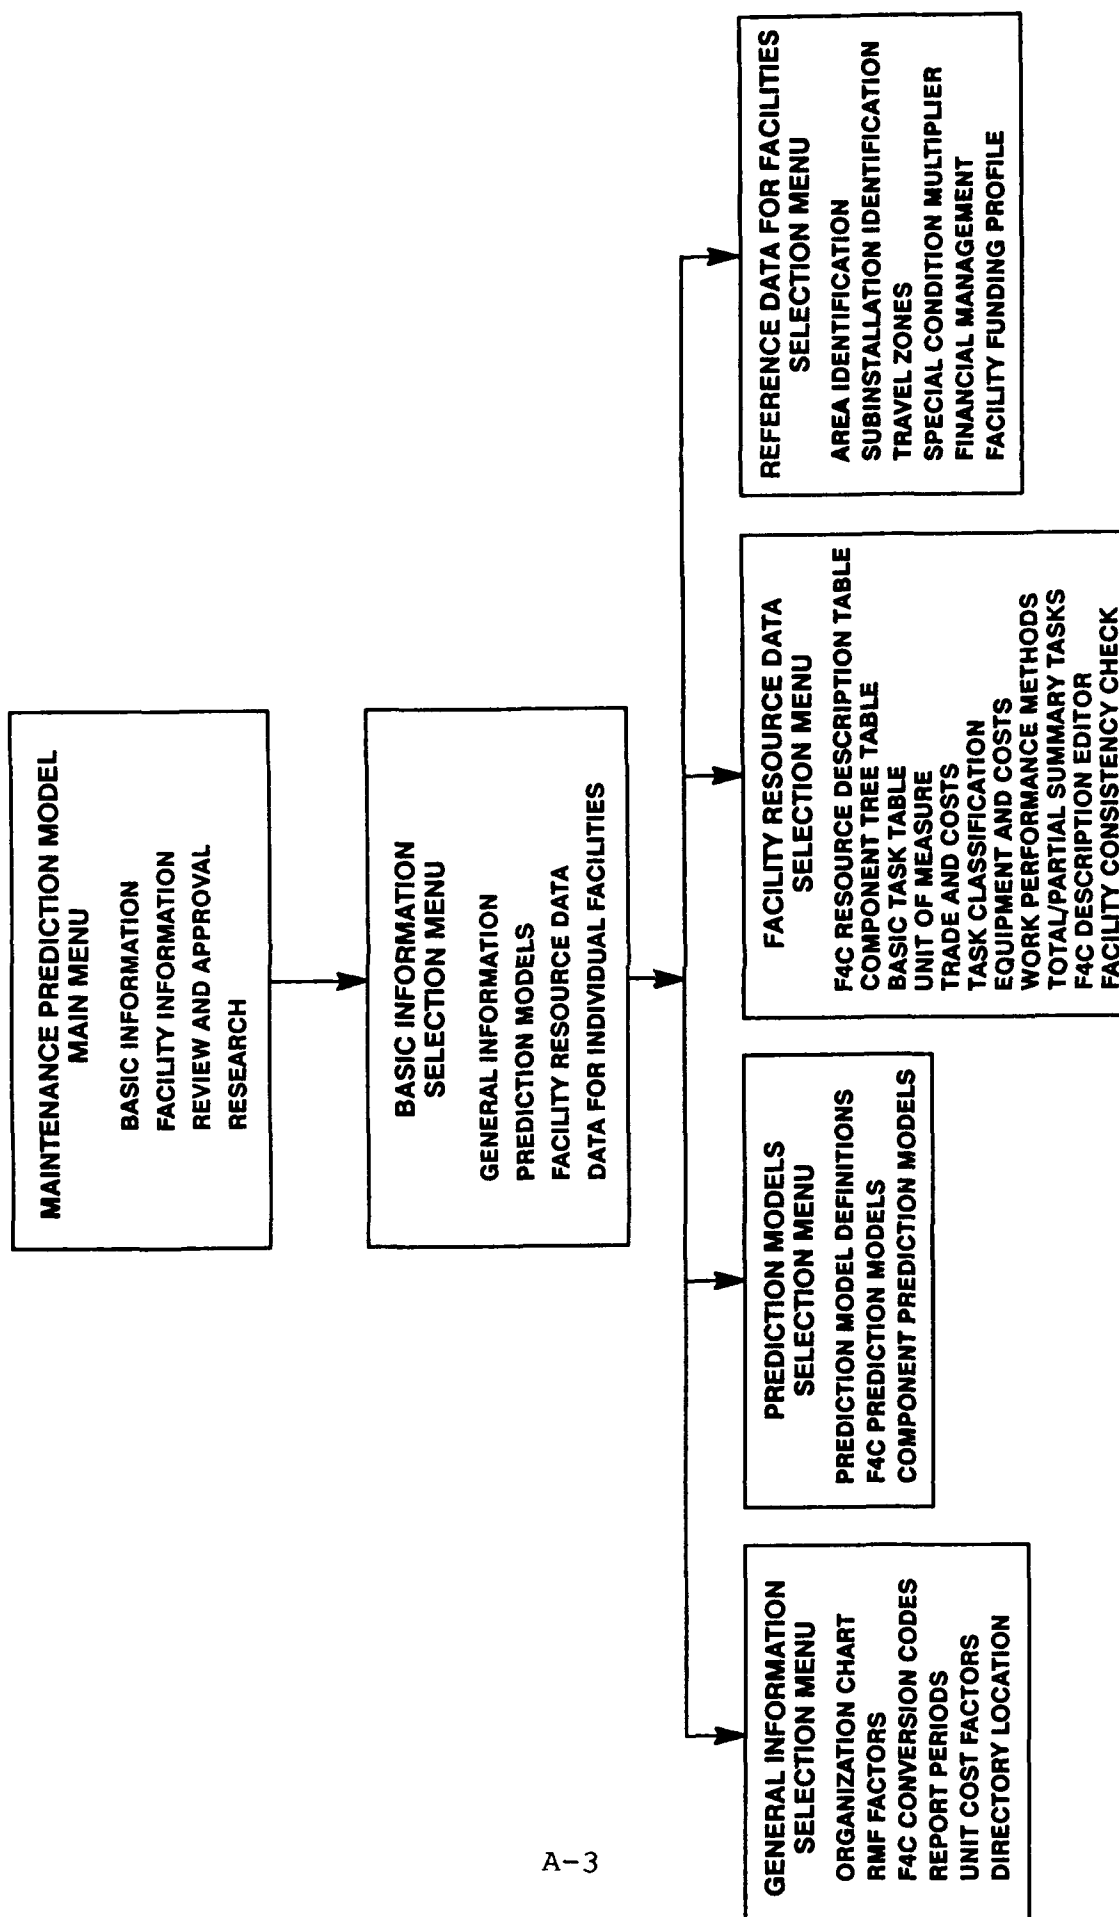 MAINTENANCE PREDICTION MODEL
MAIN MENU
BASIC INFORMATION
FACILITY INFORMATION
REVIEW AND APPROVAL
RESEARCH
BASIC INFORMATION
SELECTION MENU
GENERAL INFORMATION
PREDICTION MODELS
FACILITY RESOURCE DATA
DATA FOR INDIVIDUAL FACILITIES
GENERAL INFORMATION
SELECTION MENU
ORGANIZATION CHART
RMF FACTORS
F4C CONVERSION CODES
REPORT PERIODS
UNIT COST FACTORS
DIRECTORY LOCATION
PREDICTION MODELS
SELECTION MENU
PREDICTION MODEL DEFINITIONS
F4C PREDICTION MODELS
COMPONENT PREDICTION MODELS
FACILITY RESOURCE DATA
SELECTION MENU
F4C RESOURCE DESCRIPTION TABLE
COMPONENT TREE TABLE
BASIC TASK TABLE
UNIT OF MEASURE
TRADE AND COSTS
TASK CLASSIFICATION
EQUIPMENT AND COSTS
WORK PERFORMANCE METHODS
TOTAL/PARTIAL SUMMARY TASKS
F4C DESCRIPTION EDITOR
FACILITY CONSISTENCY CHECK
REFERENCE DATA FOR FACILITIES
SELECTION MENU
AREA IDENTIFICATION
SUBINSTALLATION IDENTIFICATION
TRAVEL ZONES
SPECIAL CONDITION MULTIPLIER
FINANCIAL MANAGEMENT
FACILITY FUNDING PROFILE
A-3